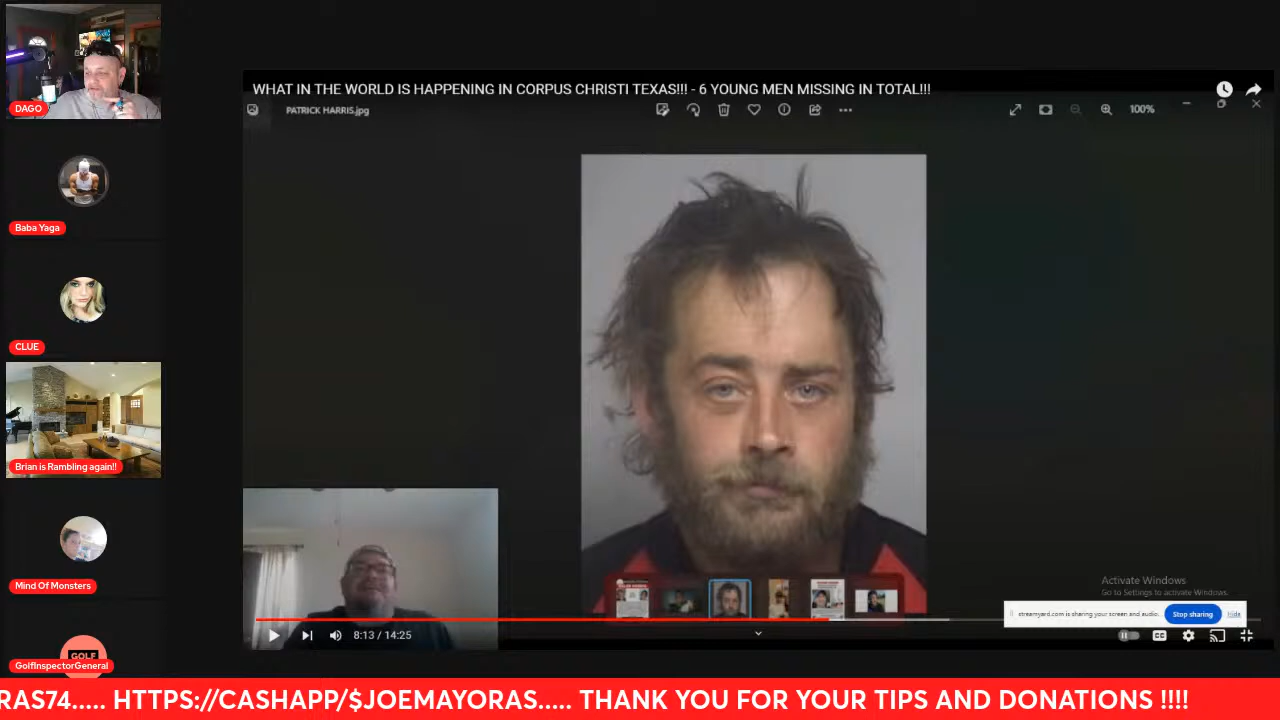 DAGO
Baba Yaga
CLUE
Brian is Rambling again!!
Mind Of Monsters
GOLF
GolfInspectorGeneral
WHAT IN THE WORLD IS HAPPENING IN CORPUS CHRISTI TEXAS!!! - 6 YOUNG MEN MISSING IN TOTAL!!!
PATRICK HARRIS.jpg
100%
Activate Windows
Go to Settings to activate Windows.
streamyard.com is sharing your screen and audio.
Stop sharing
Hide
8:13 / 14:25
CC
RAS74..... HTTPS://CASHAPP/$JOEMAYORAS..... THANK YOU FOR YOUR TIPS AND DONATIONS !!!!